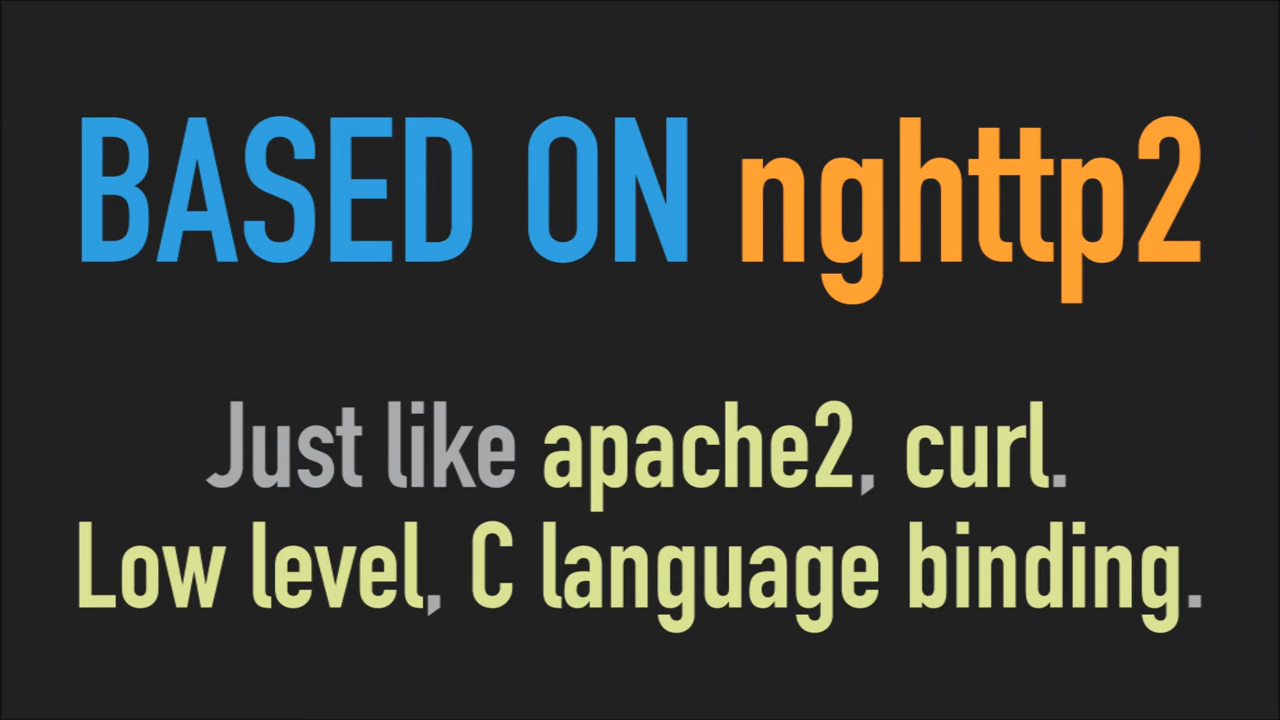 BASED ON nghttp2
Just like apache2, curl.
Low level, C language binding.